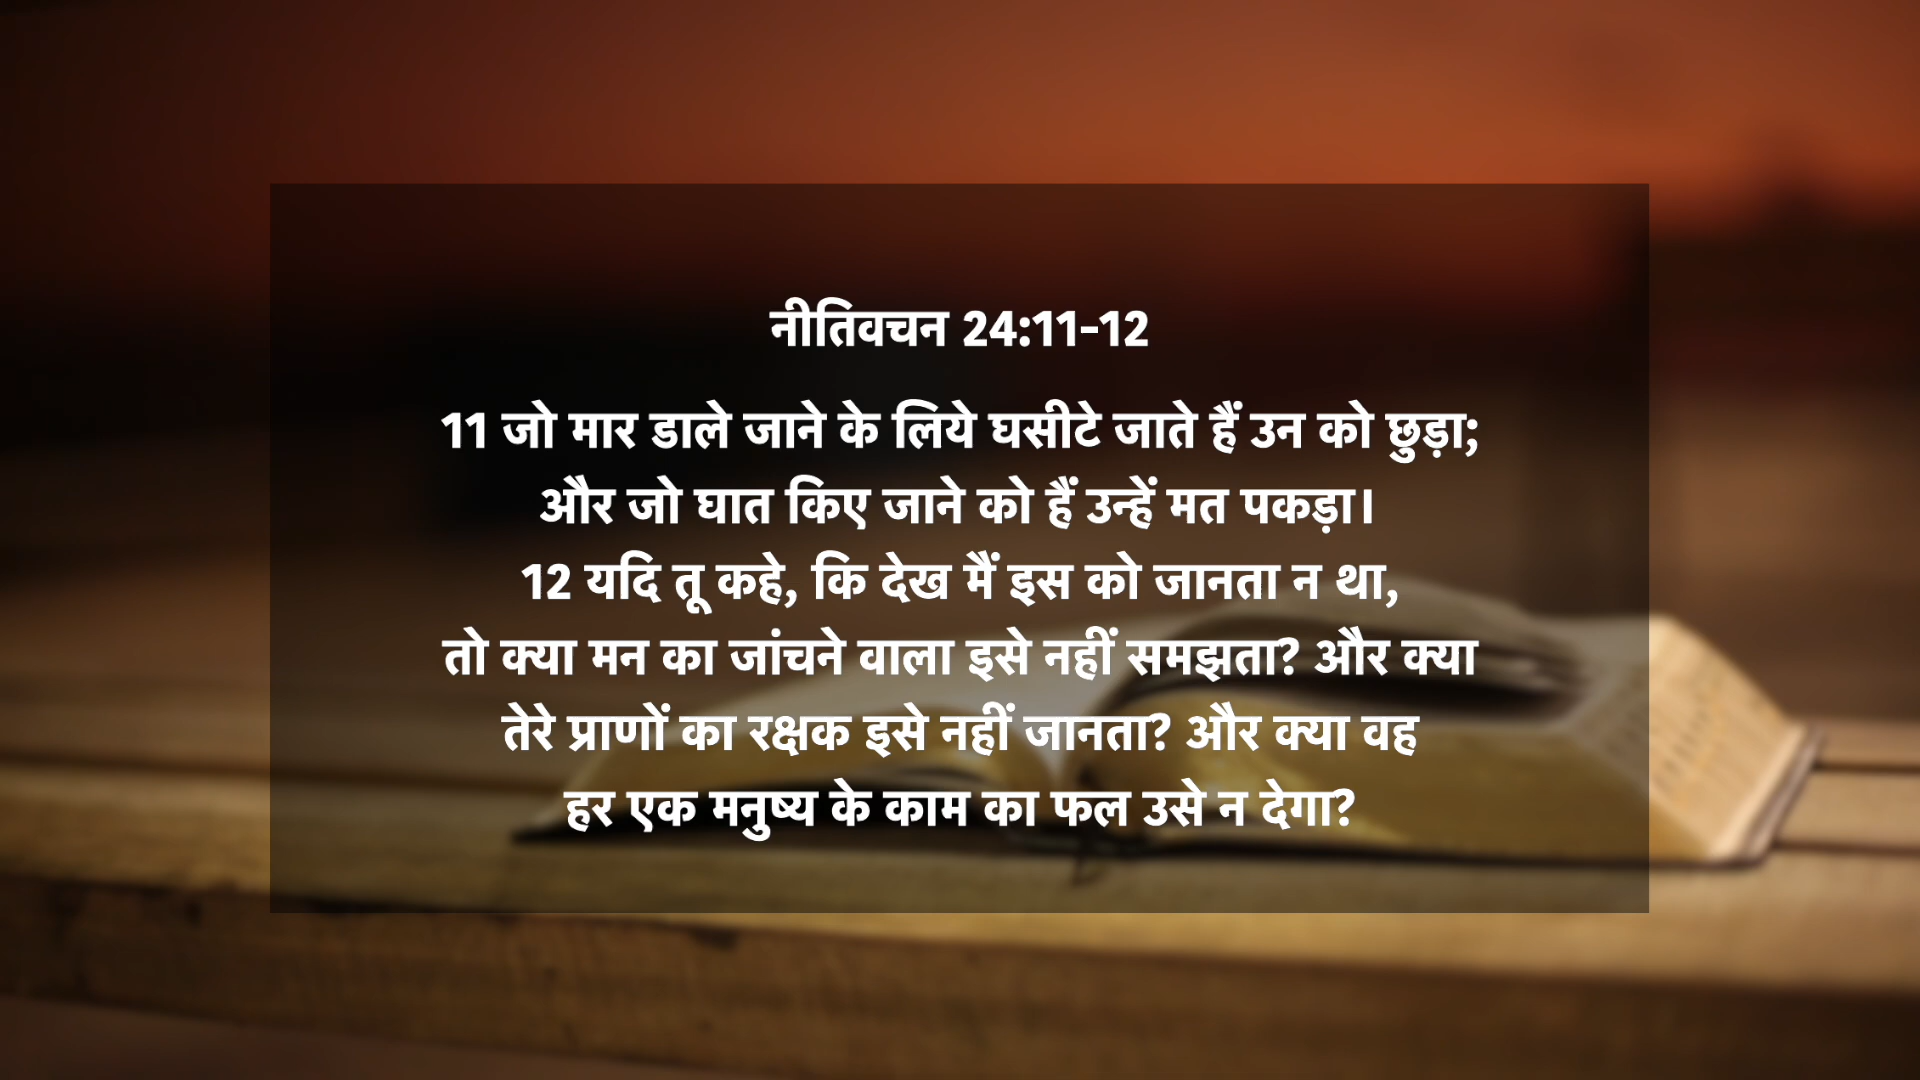 नीतिवचन 24:11-12
11 जो मार डाले जाने के लिये घसीटे जाते हैं उन को छुड़ा;
और जो घात किए जाने को हैं उन्हें मत पकड़ा।
12 यदि तू कहे, कि देख मैं इस को जानता न था,
तो क्या मन का जांचने वाला इसे नहीं समझता? और क्या
तेरे प्राणों का रक्षक इसे नहीं जानता? और क्या वह
हर एक मनुष्य के काम का फल उसे न देगा?